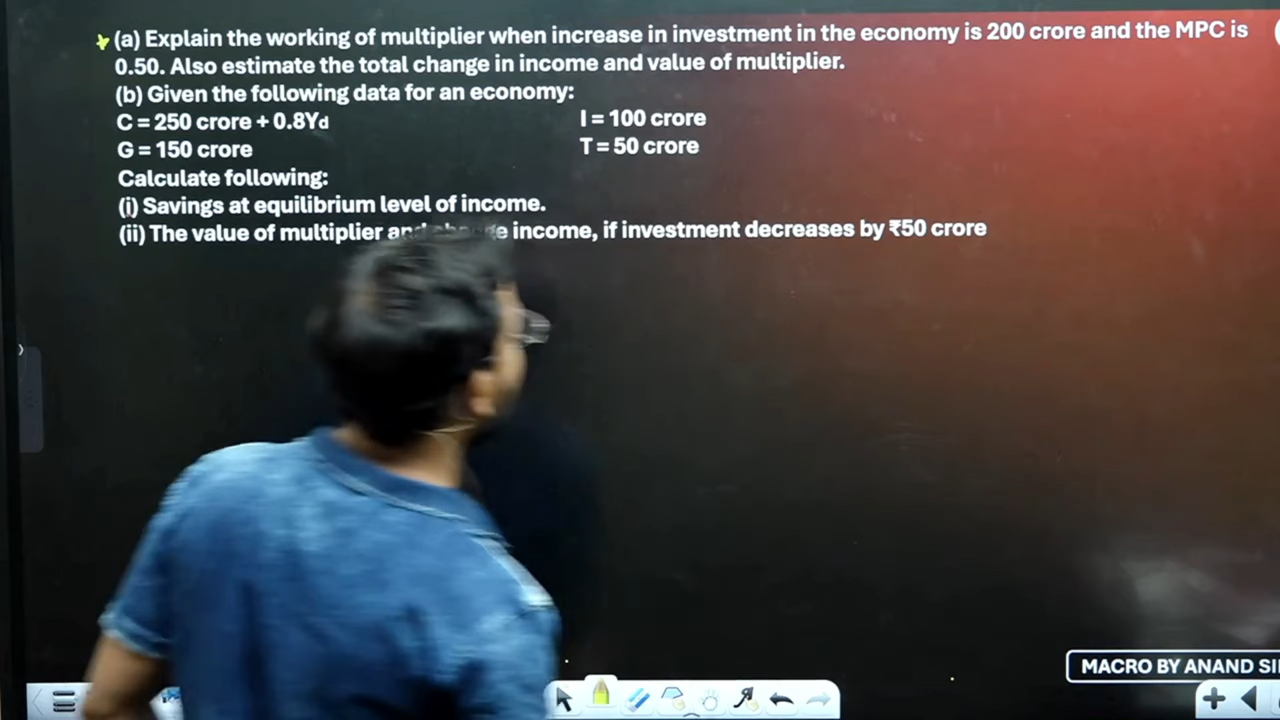 (a) Explain the working of multiplier when increase in investment in the economy is 200 crore and the MPC is
0.50. Also estimate the total change in income and value of multiplier.
(b) Given the following data for an economy:
C = 250 crore + 0.8Yd I = 100 crore
G = 150 crore T = 50 crore
Calculate following:
(i) Savings at equilibrium level of income.
(ii) The value of multiplier and income, if investment decreases by ₹50 crore
MACRO BY ANAND